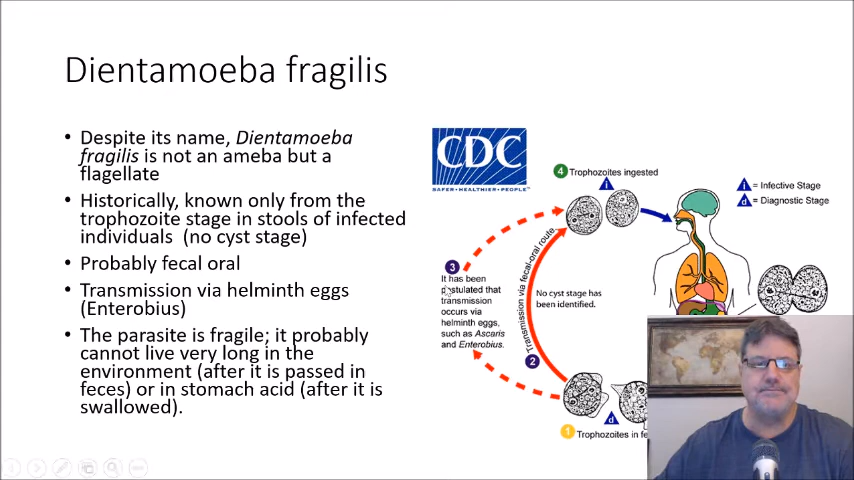 Dientamoeba fragilis
• Despite its name, Dientamoeba
fragilis is not an ameba but a
flagellate
• Historically, known only from the
trophozoite stage in stools of infected
individuals (no cyst stage)
• Probably fecal oral
• Transmission via helminth eggs
(Enterobius)
• The parasite is fragile; it probably
cannot live very long in the
environment (after it is passed in
feces) or in stomach acid (after it is
swallowed).
CDC
SAFER • HEALTHIER • PEOPLE™
4 Trophozoites ingested
i
i = Infective Stage
d = Diagnostic Stage
3
It has been
postulated that
transmission
occurs via
helminth eggs,
such as Ascaris
and Enterobius.
Transmission via fecal-oral route.
2
No cyst stage has
been identified.
d
1 Trophozoites in